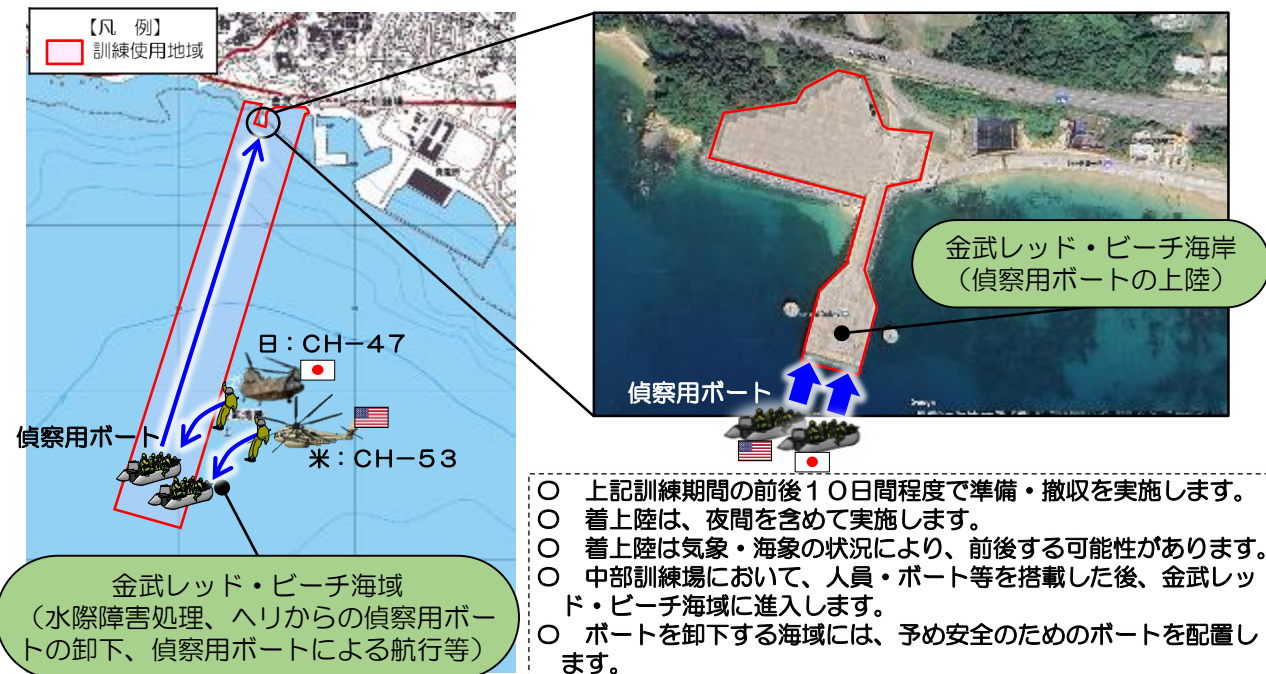 【凡 例】
訓練使用地域
日：CH−47
偵察用ボート
米：CH−53
金武レッド・ビーチ海域
（水際障害処理、ヘリからの偵察用ボー
トの卸下、偵察用ボートによる航行等）
金武レッド・ビーチ海岸
（偵察用ボートの上陸）
偵察用ボート
○　上記訓練期間の前後１０日間程度で準備・撤収を実施します。
○　着上陸は、夜間を含めて実施します。
○　着上陸は気象・海象の状況により、前後する可能性があります。
○　中部訓練場において、人員・ボート等を搭載した後、金武レッ
ド・ビーチ海域に進入します。
○　ボートを卸下する海域には、予め安全のためのボートを配置し
ます。